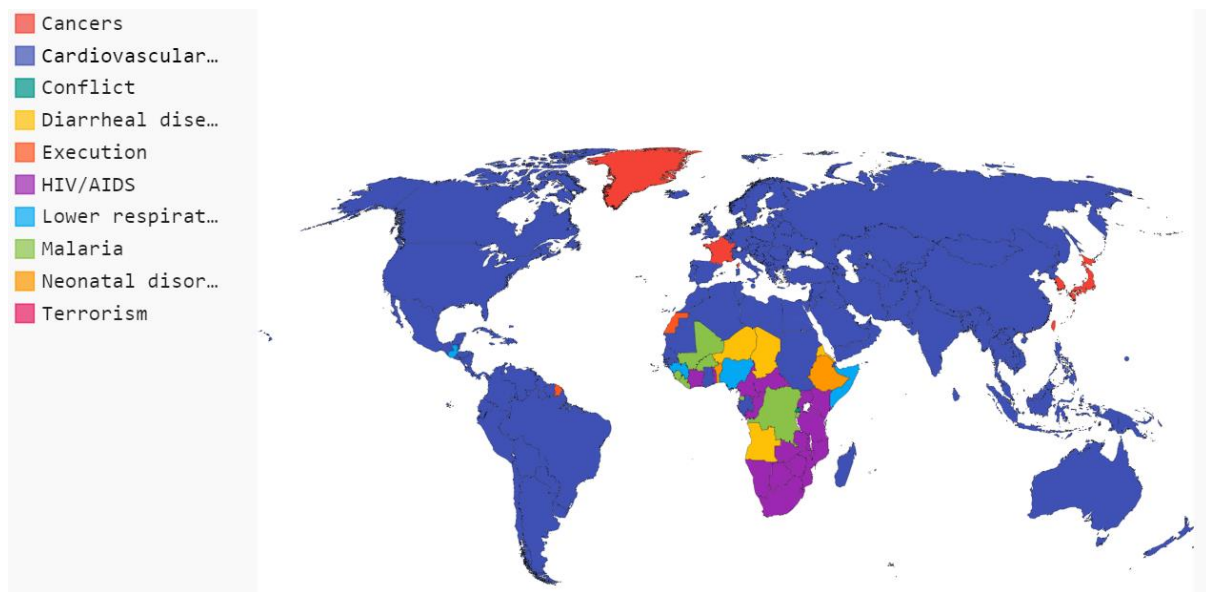 Cancers
Cardiovascular…
Conflict
Diarrheal dise…
Execution
HIV/AIDS
Lower respirat…
Malaria
Neonatal disor…
Terrorism